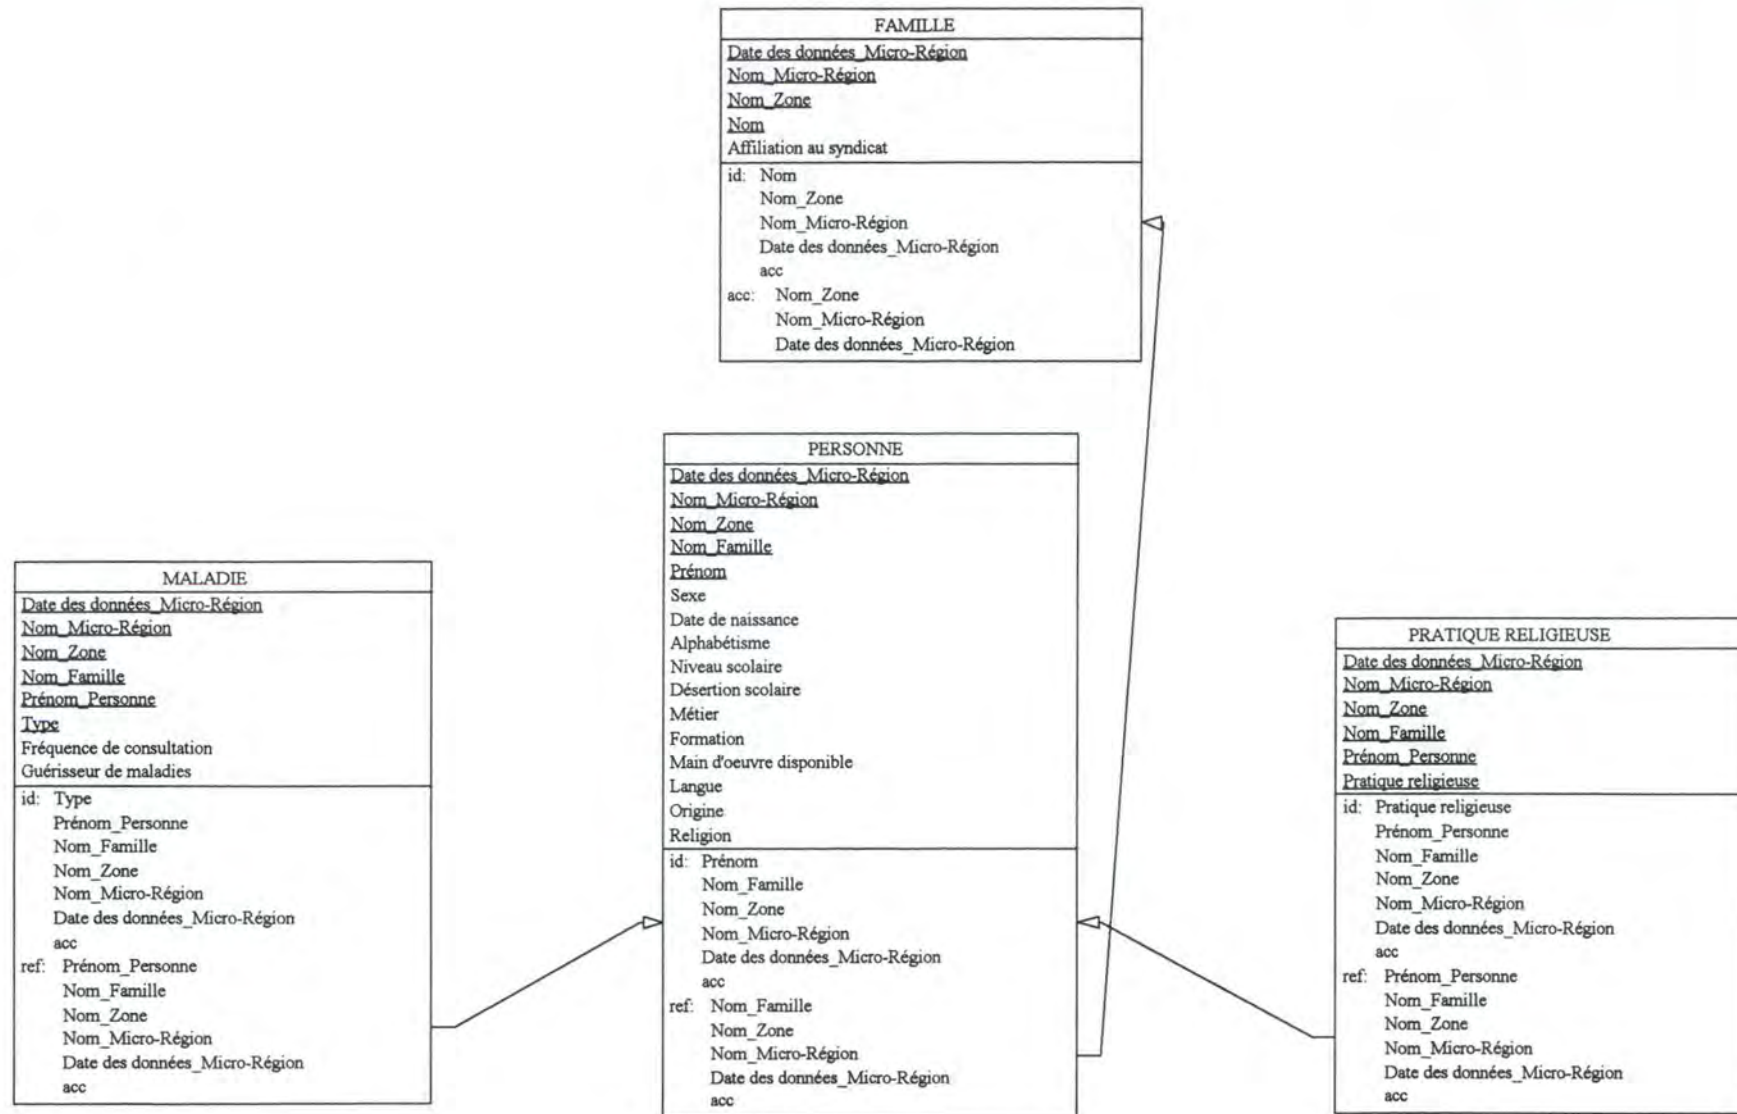 FAMILLE
Date des données_Micro-Région
Nom_Micro-Région
Nom_Zone
Nom
Affiliation au syndicat
id: Nom
Nom_Zone
Nom_Micro-Région
Date des données_Micro-Région
acc
acc: Nom_Zone
Nom_Micro-Région
Date des données_Micro-Région
PERSONNE
Date des données_Micro-Région
Nom_Micro-Région
Nom_Zone
Nom_Famille
Prénom
Sexe
Date de naissance
Alphabétisme
Niveau scolaire
Désertion scolaire
Métier
Formation
Main d'oeuvre disponible
Langue
Origine
Religion
id: Prénom
Nom_Famille
Nom_Zone
Nom_Micro-Région
Date des données_Micro-Région
acc
ref: Nom_Famille
Nom_Zone
Nom_Micro-Région
Date des données_Micro-Région
acc
MALADIE
Date des données_Micro-Région
Nom_Micro-Région
Nom_Zone
Nom_Famille
Prénom_Personne
Type
Fréquence de consultation
Guérisseur de maladies
id: Type
Prénom_Personne
Nom_Famille
Nom_Zone
Nom_Micro-Région
Date des données_Micro-Région
acc
ref: Prénom_Personne
Nom_Famille
Nom_Zone
Nom_Micro-Région
Date des données_Micro-Région
acc
PRATIQUE RELIGIEUSE
Date des données_Micro-Région
Nom_Micro-Région
Nom_Zone
Nom_Famille
Prénom_Personne
Pratique religieuse
id: Pratique religieuse
Prénom_Personne
Nom_Famille
Nom_Zone
Nom_Micro-Région
Date des données_Micro-Région
acc
ref: Prénom_Personne
Nom_Famille
Nom_Zone
Nom_Micro-Région
Date des données_Micro-Région
acc